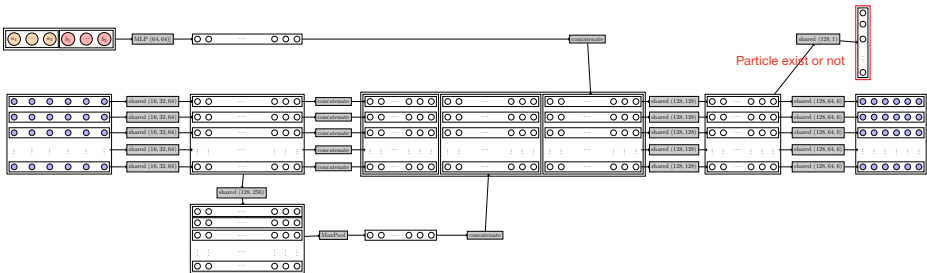 a₁ ⋯ a₅ b₁ ⋯ b₅
MLP (64, 64)
⋯
concatenate
shared (128, 1)
Particle exist or not
shared (16, 32, 64)
concatenate
shared (128, 128)
shared (128, 64, 6)
shared (16, 32, 64)
concatenate
shared (128, 128)
shared (128, 64, 6)
shared (16, 32, 64)
concatenate
shared (128, 128)
shared (128, 64, 6)
shared (16, 32, 64)
concatenate
shared (128, 128)
shared (128, 64, 6)
shared (16, 32, 64)
concatenate
shared (128, 128)
shared (128, 64, 6)
shared (128, 256)
MaxPool
concatenate